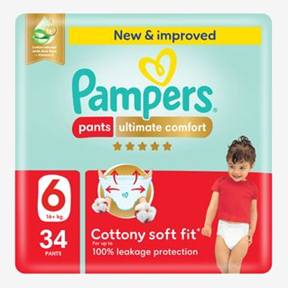 New & improved
Pampers
pants ultimate comfort
6
16+ kg
34
PANTS
Cottony soft fit*
For up to
100% leakage protection